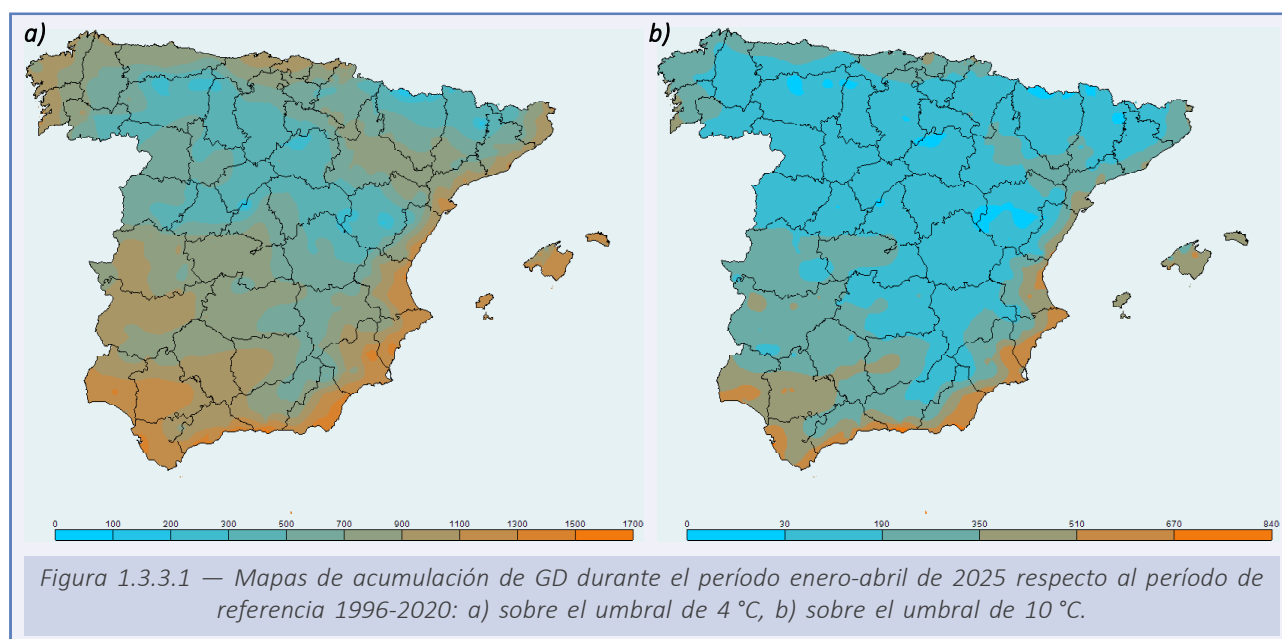 a)
b)
0 100 200 300 500 700 900 1100 1300 1500 1700
0 30 190 350 510 670 840
Figura 1.3.3.1 — Mapas de acumulación de GD durante el período enero-abril de 2025 respecto al período de
referencia 1996-2020: a) sobre el umbral de 4 °C, b) sobre el umbral de 10 °C.